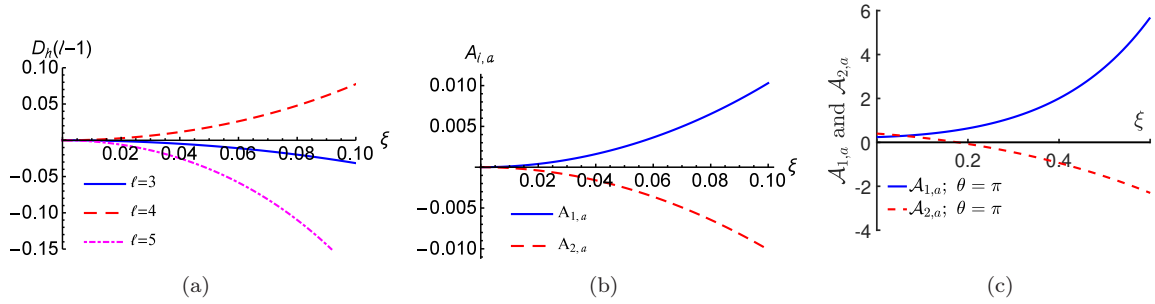 D_h(l-1)
0.10
0.05
-0.05
-0.10
-0.15
0.02 0.04 0.06 0.08 0.10
ξ
ℓ=3
ℓ=4
ℓ=5
(a)
A_{i,a}
0.010
0.005
0.000
-0.005
-0.010
0.02 0.04 0.06 0.08 0.10
ξ
A_{1,a}
A_{2,a}
(b)
𝒜_{1,a} and 𝒜_{2,a}
6
4
2
0
-2
-4
0.2 0.4
ξ
𝒜_{1,a}; θ = π
𝒜_{2,a}; θ = π
(c)